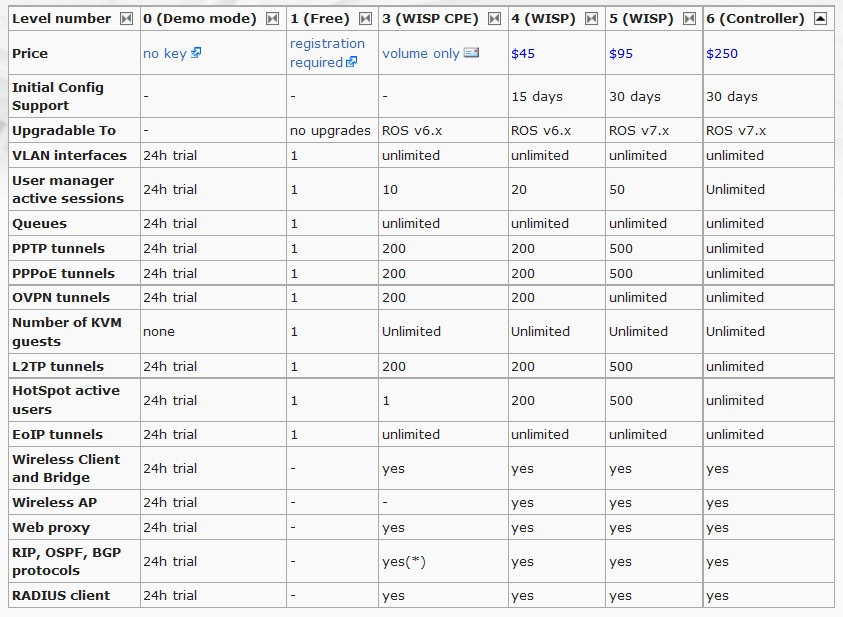 Level number 0 (Demo mode) 1 (Free) 3 (WISP CPE) 4 (WISP) 5 (WISP) 6 (Controller)
Price no key registration required volume only $45 $95 $250
Initial Config Support - - - 15 days 30 days 30 days
Upgradable To - no upgrades ROS v6.x ROS v6.x ROS v7.x ROS v7.x
VLAN interfaces 24h trial 1 unlimited unlimited unlimited unlimited
User manager active sessions 24h trial 1 10 20 50 Unlimited
Queues 24h trial 1 unlimited unlimited unlimited unlimited
PPTP tunnels 24h trial 1 200 200 500 unlimited
PPPoE tunnels 24h trial 1 200 200 500 unlimited
OVPN tunnels 24h trial 1 200 200 unlimited unlimited
Number of KVM guests none 1 Unlimited Unlimited Unlimited Unlimited
L2TP tunnels 24h trial 1 200 200 500 unlimited
HotSpot active users 24h trial 1 1 200 500 unlimited
EoIP tunnels 24h trial 1 unlimited unlimited unlimited unlimited
Wireless Client and Bridge 24h trial - yes yes yes yes
Wireless AP 24h trial - - yes yes yes
Web proxy 24h trial - yes yes yes yes
RIP, OSPF, BGP protocols 24h trial - yes(*) yes yes yes
RADIUS client 24h trial - yes yes yes yes